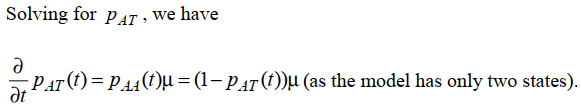 Solving for p_AT, we have
∂/∂t p_AT(t) = p_AA(t)μ = (1 − p_AT(t))μ (as the model has only two states).